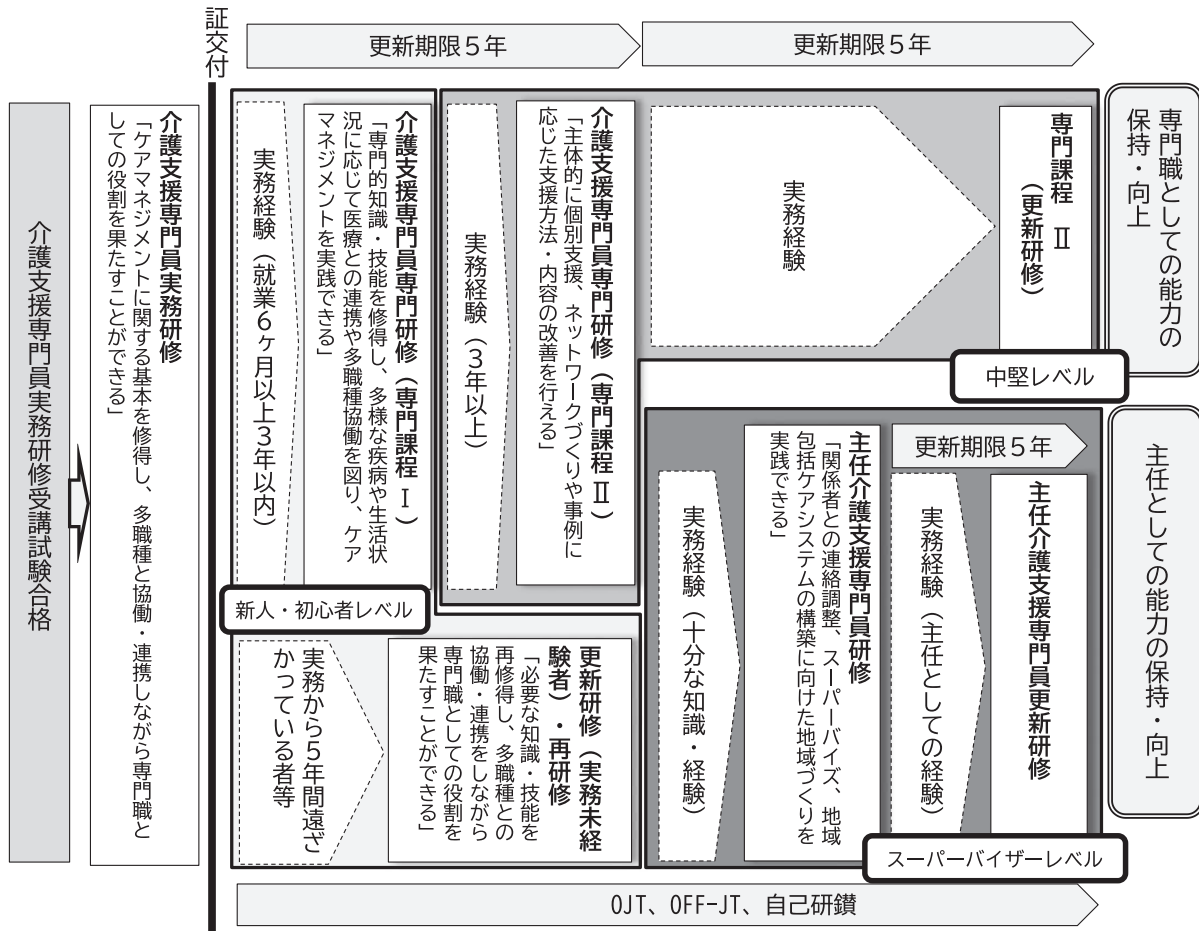 証交付
更新期限5年
更新期限5年
介護支援専門員実務研修受講試験合格
介護支援専門員実務研修
「ケアマネジメントに関する基本を修得し、多職種と協働・連携しながら専門職と
しての役割を果たすことができる」
実務経験（就業6ヶ月以上3年以内）
介護支援専門員専門研修（専門課程 Ⅰ）
「専門的知識・技能を修得し、多様な疾病や生活状
況に応じて医療との連携や多職種協働を図り、ケア
マネジメントを実践できる」
新人・初心者レベル
実務経験（3年以上）
介護支援専門員専門研修（専門課程 Ⅱ）
「主体的に個別支援、ネットワークづくりや事例に
応じた支援方法・内容の改善を行える」
実務経験
専門課程 Ⅱ
（更新研修）
中堅レベル
専門職としての能力の
保持・向上
実務から5年間遠ざ
かっている者等
更新研修（実務未経
験者）・再研修
「必要な知識・技能を
再修得し、多職種との
協働・連携をしながら
専門職としての役割を
果たすことができる」
実務経験（十分な知識・経験）
主任介護支援専門員研修
「関係者との連絡調整、スーパーバイズ、地域
包括ケアシステムの構築に向けた地域づくりを
実践できる」
更新期限5年
実務経験（主任としての経験）
主任介護支援専門員更新研修
スーパーバイザーレベル
主任としての能力の保持・向上
OJT、OFF-JT、自己研鑽